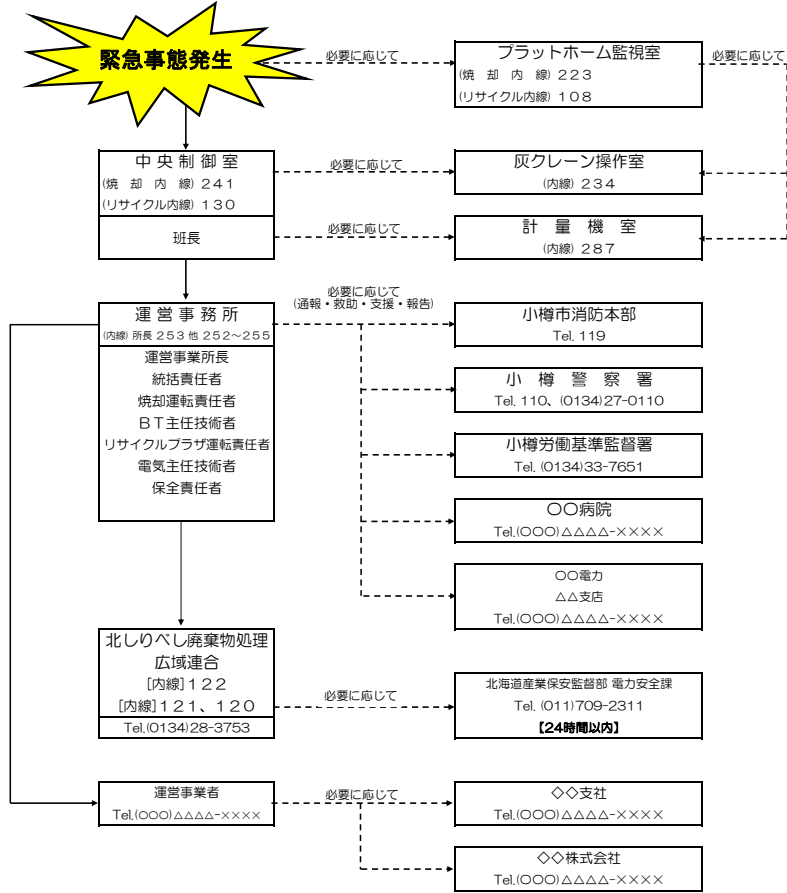 緊急事態発生
必要に応じて
プラットホーム監視室
(焼却内線) 223
(リサイクル内線) 108
必要に応じて
中央制御室
(焼却内線) 241
(リサイクル内線) 130
班長
必要に応じて
灰クレーン操作室
(内線) 234
必要に応じて
計量機室
(内線) 287
運営事務所
(内線) 所長 253 他 252～255
運営事業所長
統括責任者
焼却運転責任者
BT主任技術者
リサイクルプラザ運転責任者
電気主任技術者
保全責任者
必要に応じて
(通報・救助・支援・報告)
小樽市消防本部
Tel. 119
小樽警察署
Tel. 110、(0134)27-0110
小樽労働基準監督署
Tel. (0134)33-7651
〇〇病院
Tel.(〇〇〇)△△△△-××××
〇〇電力
△△支店
Tel.(〇〇〇)△△△△-××××
北しりべし廃棄物処理
広域連合
[内線]122
[内線]121、120
Tel.(0134)28-3753
必要に応じて
北海道産業保安監督部 電力安全課
Tel. (011)709-2311
【24時間以内】
運営事業者
Tel.(〇〇〇)△△△△-××××
必要に応じて
◇◇支社
Tel.(〇〇〇)△△△△-××××
◇◇株式会社
Tel.(〇〇〇)△△△△-××××